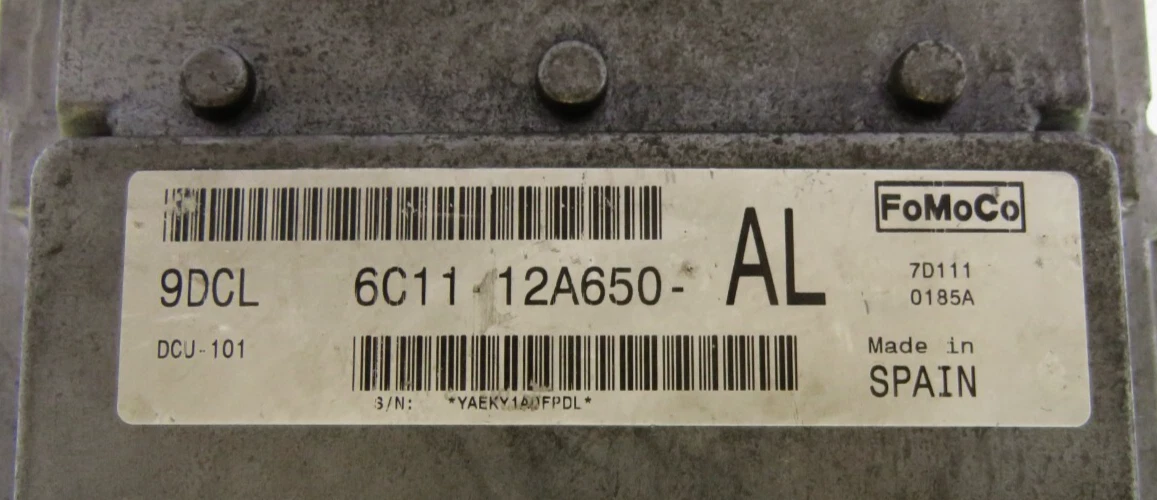 FoMoCo
9DCL 6C11 12A650- AL
7D111
0185A
DCU-101
Made in
SPAIN
S/N: